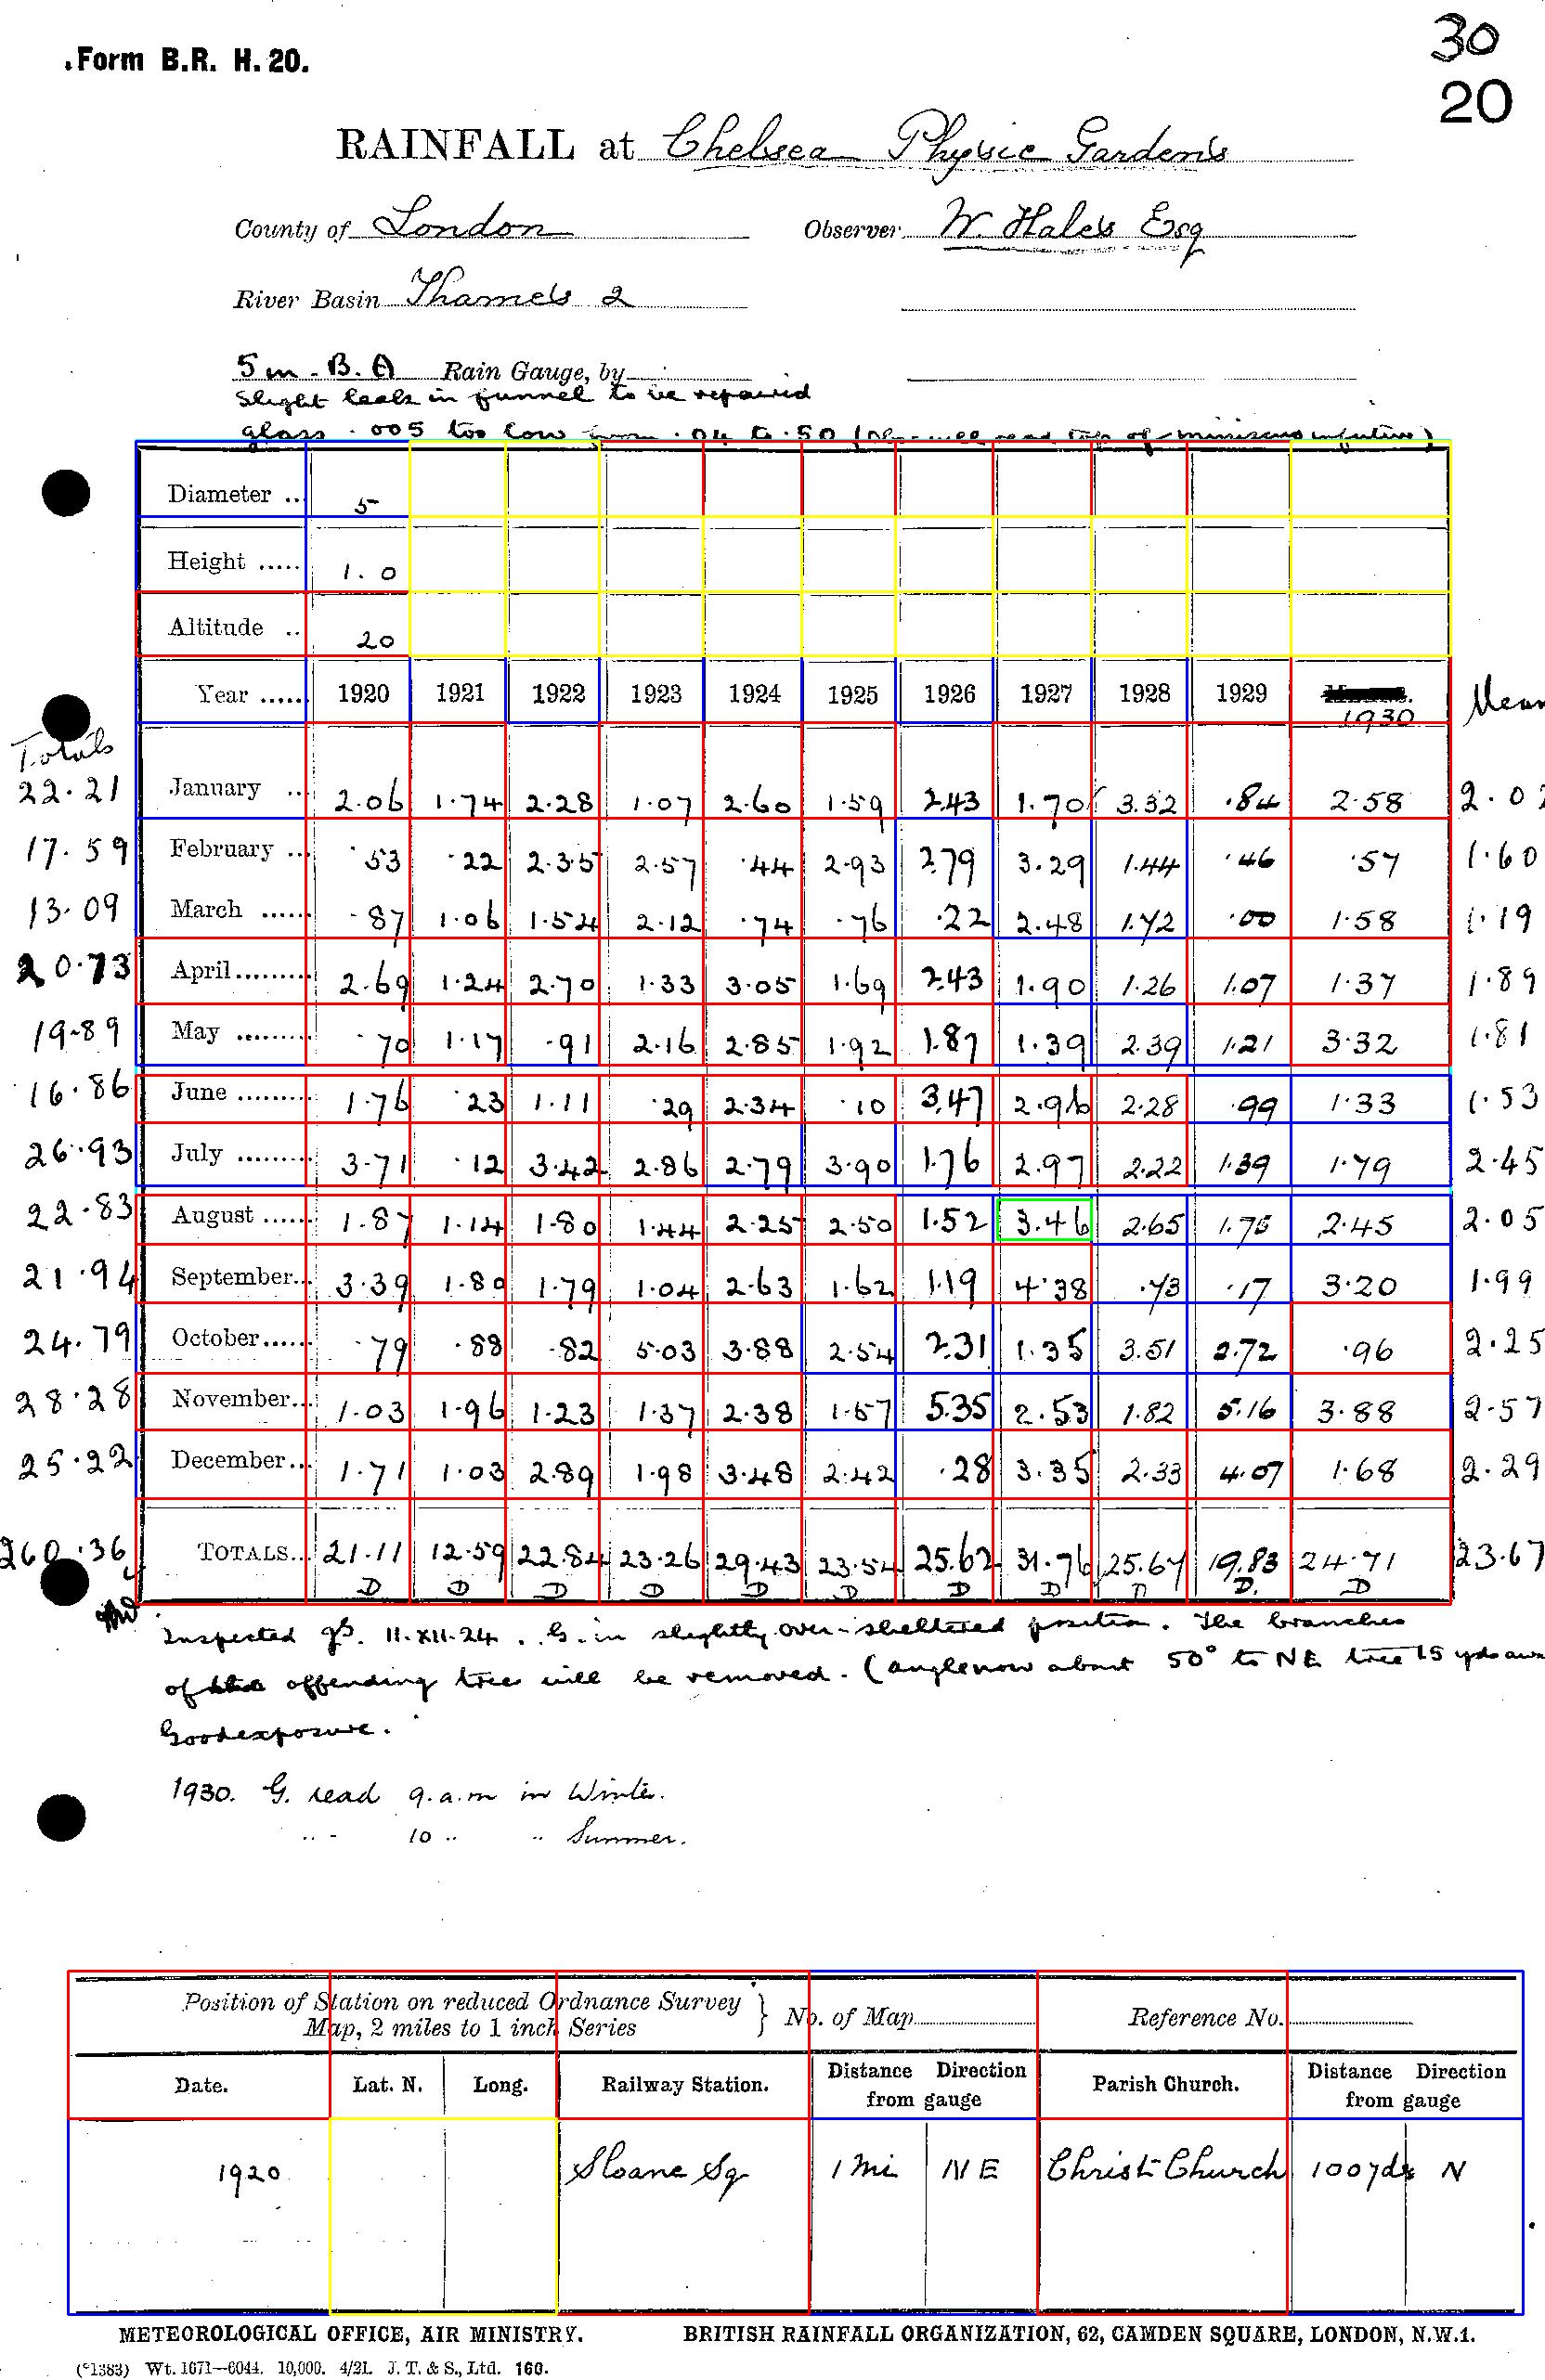 Form B.R. H. 20.
30
20
RAINFALL at Chelsea Physic Gardens
County of London Observer W. Hales Esq
River Basin Thames 2
5 in. B. A Rain Gauge, by
Slight leak in funnel to be repaired
glass .005 too low from .04 to .50 (Obs. will read top of miniscus in future)
Diameter .. 5
Height ..... 1.0
Altitude .. 20
Year ..... 1920 1921 1922 1923 1924 1925 1926 1927 1928 1929 1930 Mean
Totals
22.21 January .. 2.06 1.74 2.28 1.07 2.60 1.59 2.43 1.70 3.32 .84 2.58 2.02
17.59 February .. .53 .22 2.35 2.57 .44 2.93 2.79 3.29 1.44 .46 .57 1.60
13.09 March ...... .87 1.06 1.54 2.12 .74 .76 .22 2.48 1.72 .00 1.58 1.19
20.73 April......... 2.69 1.24 2.70 1.33 3.05 1.69 2.43 1.90 1.26 1.07 1.37 1.89
19.89 May ......... .70 1.17 .91 2.16 2.85 1.92 1.87 1.39 2.39 1.21 3.32 1.81
16.86 June ......... 1.76 .23 1.11 .29 2.34 .10 3.47 2.96 2.28 .99 1.33 1.53
26.93 July ......... 3.71 .12 3.42 2.86 2.79 3.90 1.76 2.97 2.22 1.39 1.79 2.45
22.83 August ...... 1.87 1.14 1.80 1.44 2.25 2.50 1.52 3.46 2.65 1.75 2.45 2.05
21.94 September... 3.39 1.80 1.79 1.04 2.63 1.62 1.19 4.38 .73 .17 3.20 1.99
24.79 October...... .79 .88 .82 5.03 3.88 2.54 2.31 1.35 3.51 2.72 .96 2.25
28.28 November... 1.03 1.96 1.23 1.37 2.38 1.57 5.35 2.53 1.82 5.16 3.88 2.57
25.22 December... 1.71 1.03 2.89 1.98 3.48 2.42 .28 3.35 2.33 4.07 1.68 2.29
260.36 TOTALS... 21.11 12.59 22.84 23.26 29.43 23.54 25.62 31.76 25.67 19.83 24.71 23.67
D D D D D D D D D D. D
Inspected 11.XII.24. G. in slightly over-sheltered position. The branches
of offending tree will be removed. (angle now about 50° to NE tree 15 yds
Good exposure.
1930. G. read 9. a.m in Winter.
.. - 10 .. .. Summer.
Position of Station on reduced Ordnance Survey
Map, 2 miles to 1 inch Series } No. of Map Reference No.
Date. Lat. N. Long. Railway Station. Distance Direction from gauge Parish Church. Distance Direction from gauge
1920 Sloane Sq 1 mi NE Christ Church 100 yds N
METEOROLOGICAL OFFICE, AIR MINISTRY. BRITISH RAINFALL ORGANIZATION, 62, CAMDEN SQUARE, LONDON, N.W.1.
(*1383) Wt. 1671—6044. 10,000. 4/21. J. T. & S., Ltd. 160.